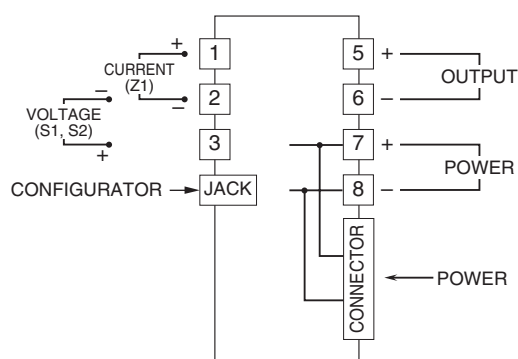 + 1 5 +
CURRENT
(Z1)
OUTPUT
– – 2 6 –
VOLTAGE
(S1, S2)
+ 3 7 +
POWER
CONFIGURATOR JACK 8 –
CONNECTOR
POWER